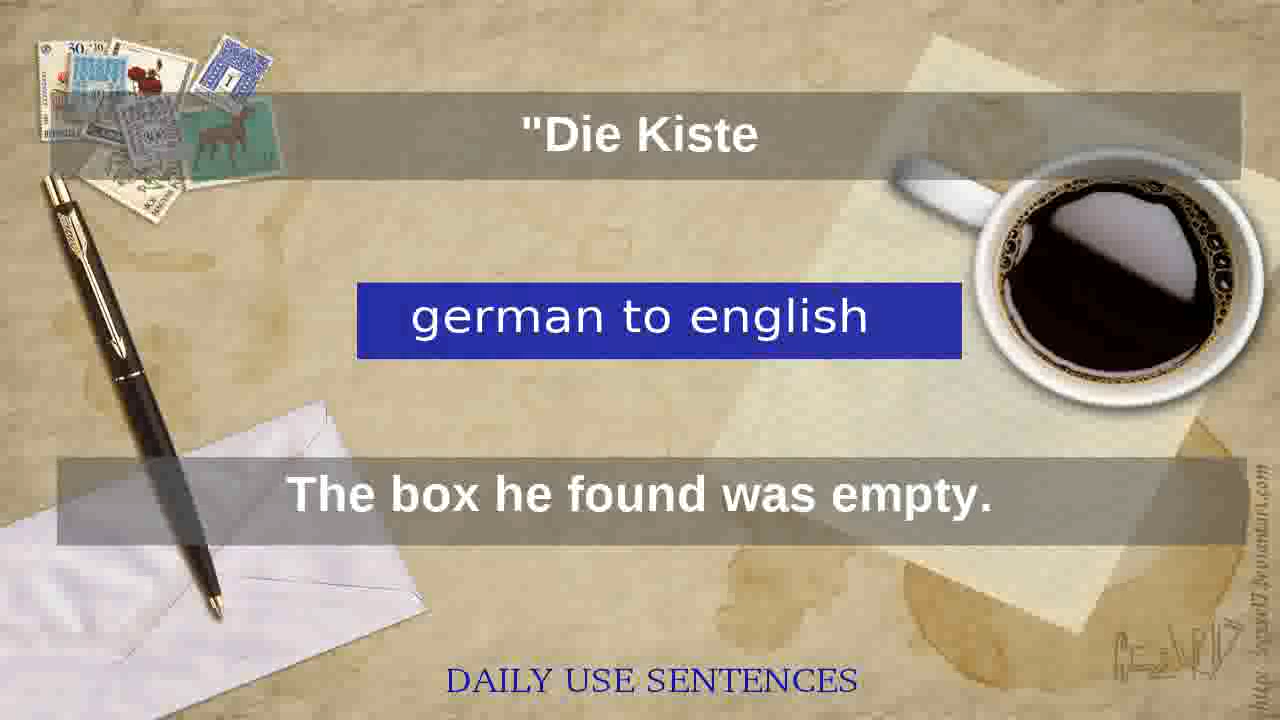 "Die Kiste
german to english
The box he found was empty.
DAILY USE SENTENCES